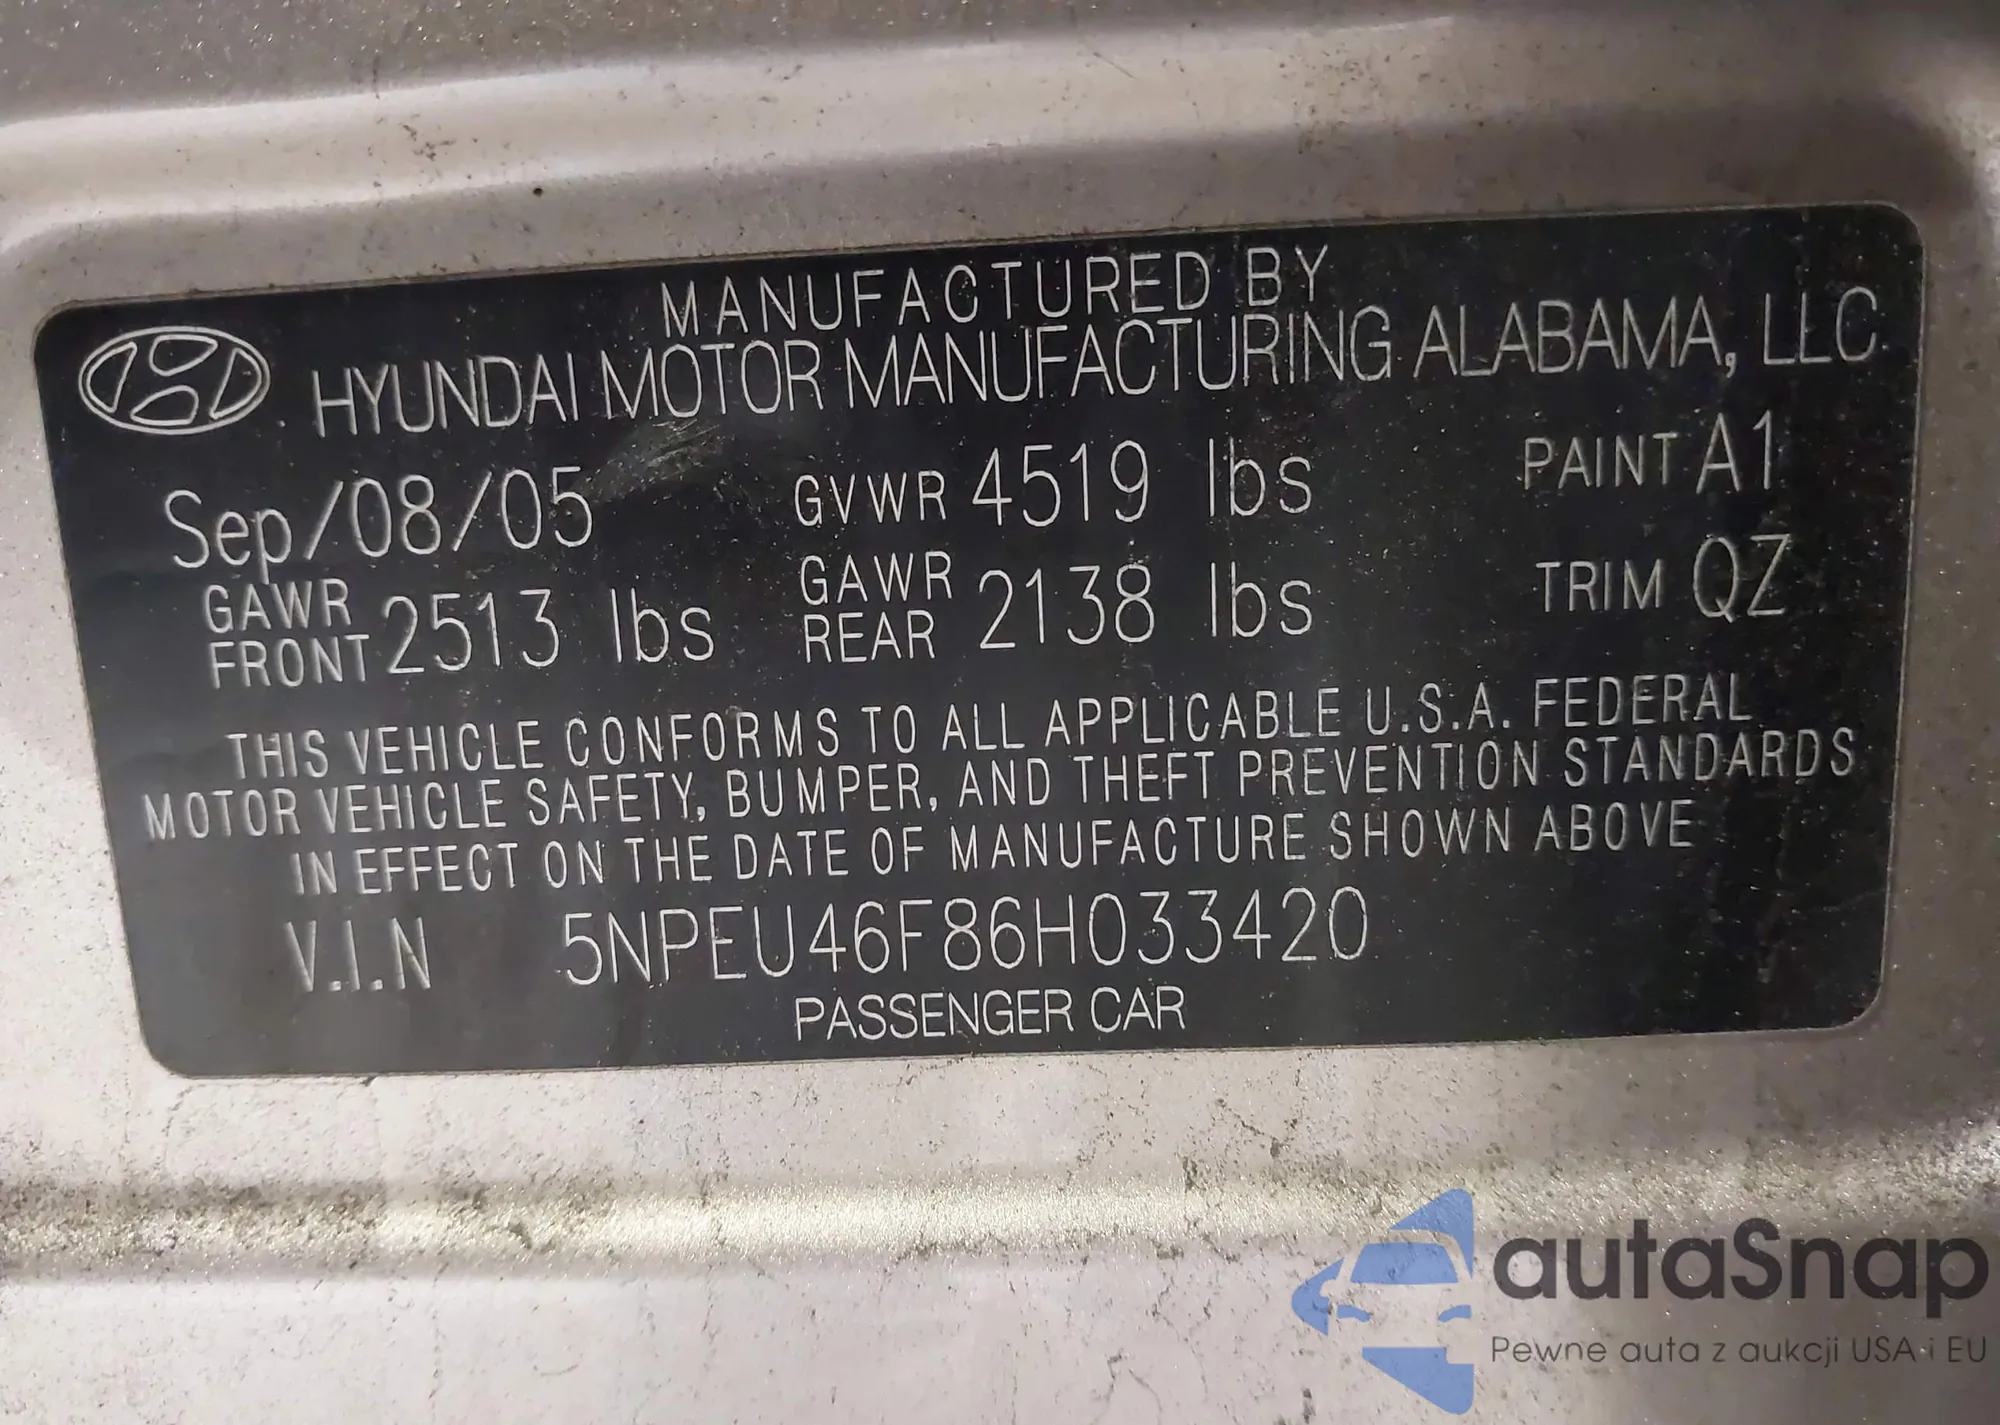 MANUFACTURED BY
HYUNDAI MOTOR MANUFACTURING ALABAMA, LLC
Sep/08/05 GVWR 4519 lbs PAINT A1
GAWR FRONT 2513 lbs GAWR REAR 2138 lbs TRIM QZ
THIS VEHICLE CONFORMS TO ALL APPLICABLE U.S.A. FEDERAL
MOTOR VEHICLE SAFETY, BUMPER, AND THEFT PREVENTION STANDARDS
IN EFFECT ON THE DATE OF MANUFACTURE SHOWN ABOVE
V.I.N 5NPEU46F86H033420
PASSENGER CAR
autaSnap
Pewne auta z aukcji USA i EU